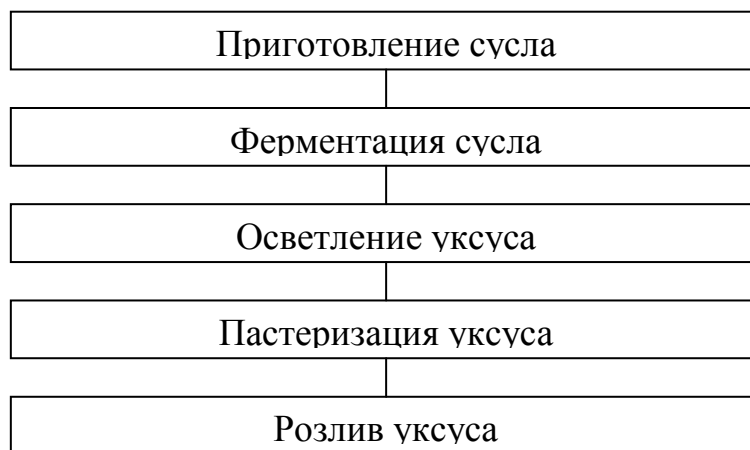 Приготовление сусла
Ферментация сусла
Осветление уксуса
Пастеризация уксуса
Розлив уксуса